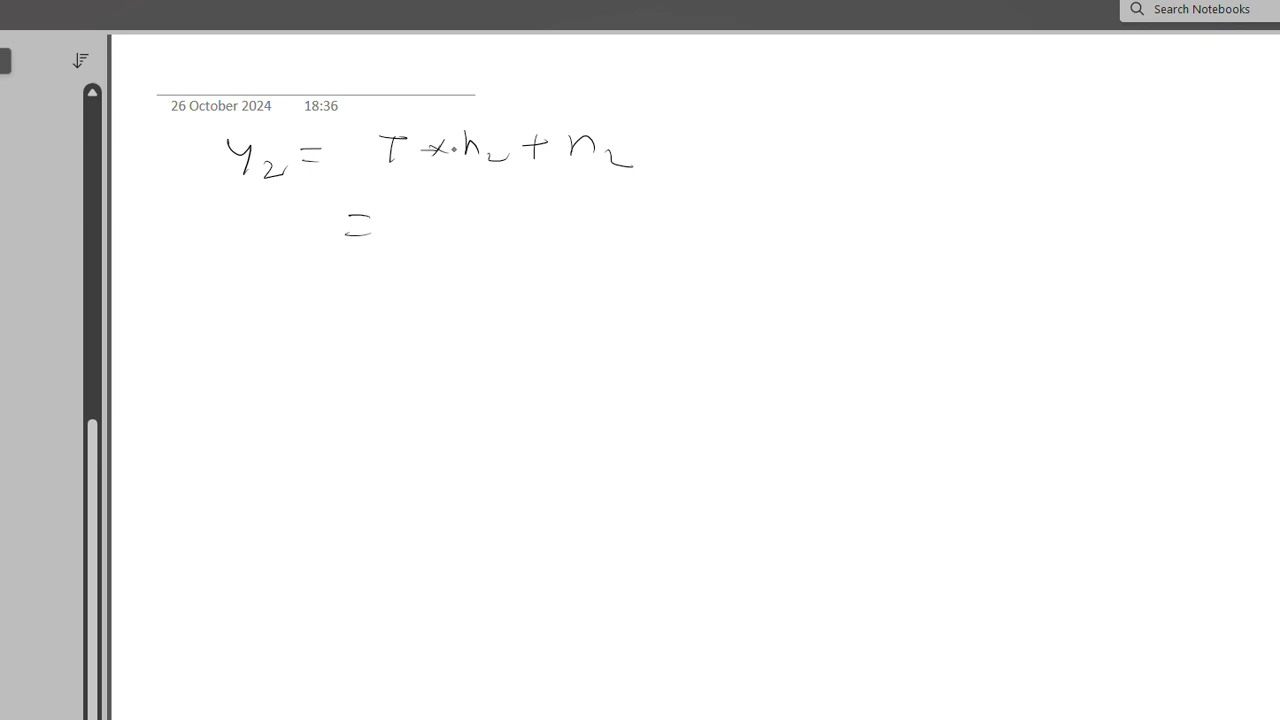 Search Notebooks
26 October 2024 18:36
y₂ = T x · h₂ + n₂
=